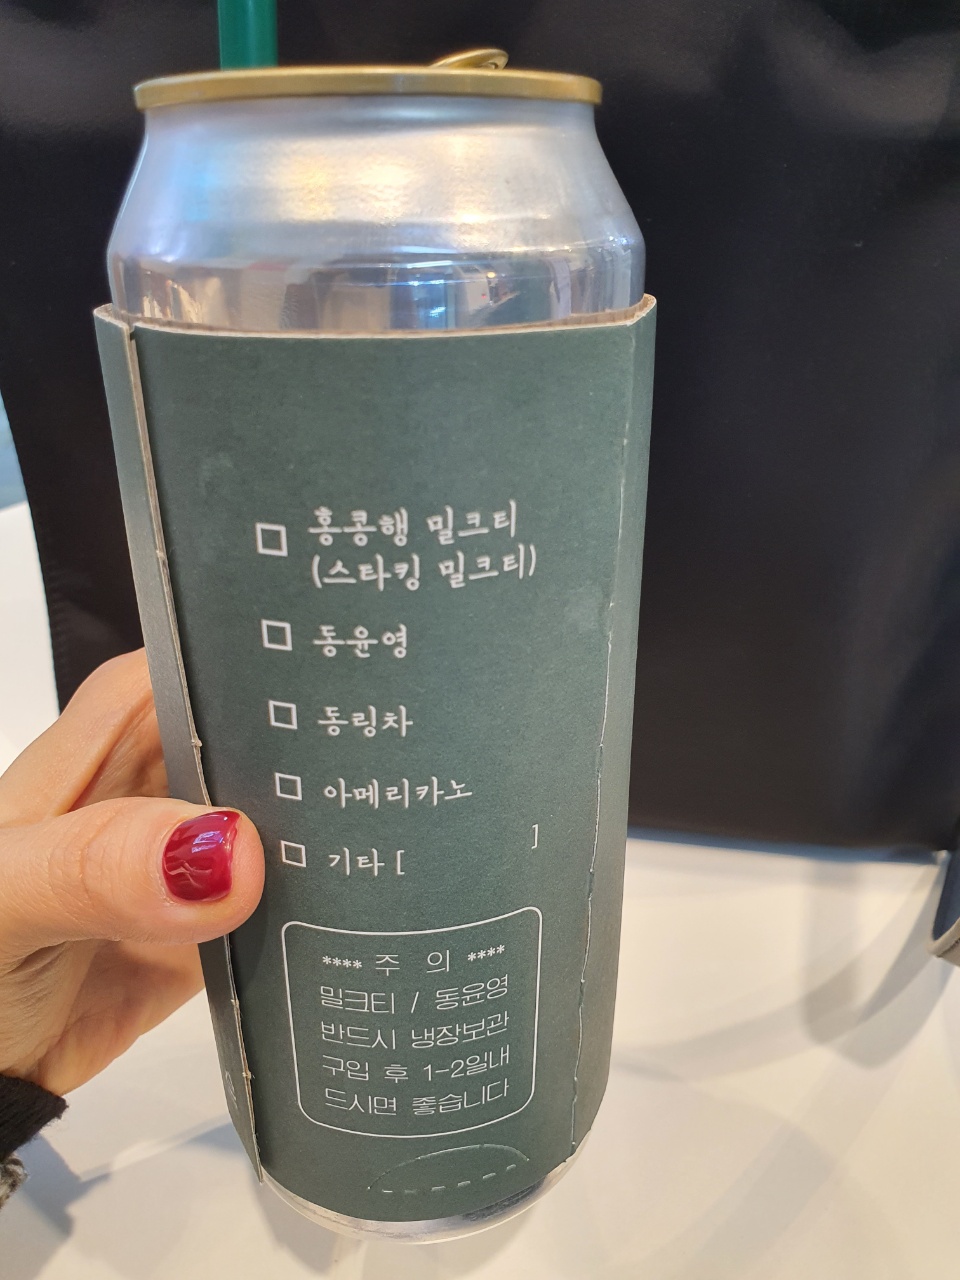 □ 홍콩행 밀크티
(스타킹 밀크티)
□ 동윤영
□ 동링차
□ 아메리카노
□ 기타 [ ]
**** 주 의 ****
밀크티 / 동윤영
반드시 냉장보관
구입 후 1-2일내
드시면 좋습니다